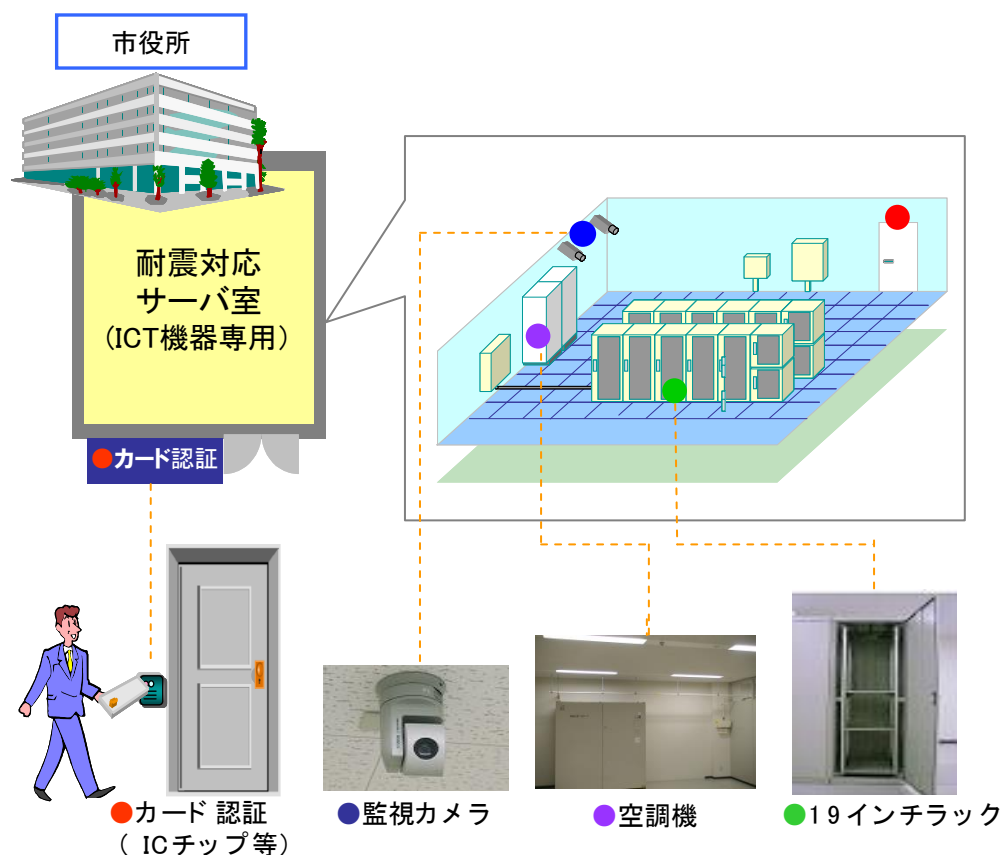 市役所
耐震対応
サーバ室
(ICT機器専用)
●カード認証
●カード 認証
( ICチップ等)
●監視カメラ
●空調機
●19インチラック